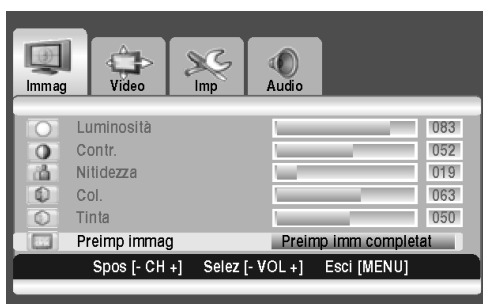 Immag Video Imp Audio
Luminosità 083
Contr. 052
Nitidezza 019
Col. 063
Tinta 050
Preimp immag Preimp imm completat
Spos [- CH +] Selez [- VOL +] Esci [MENU]